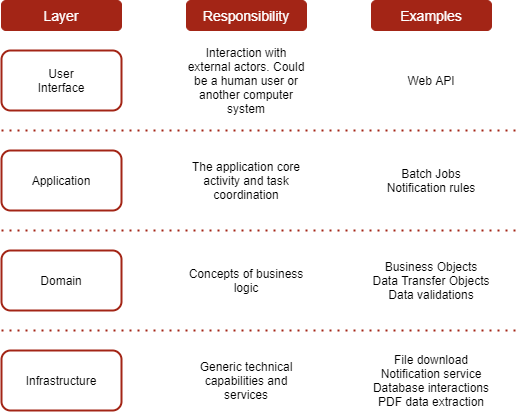 Layer
Responsibility
Examples
User
Interface
Interaction with
external actors. Could
be a human user or
another computer
system
Web API
Application
The application core
activity and task
coordination
Batch Jobs
Notification rules
Domain
Concepts of business
logic
Business Objects
Data Transfer Objects
Data validations
Infrastructure
Generic technical
capabilities and
services
File download
Notification service
Database interactions
PDF data extraction